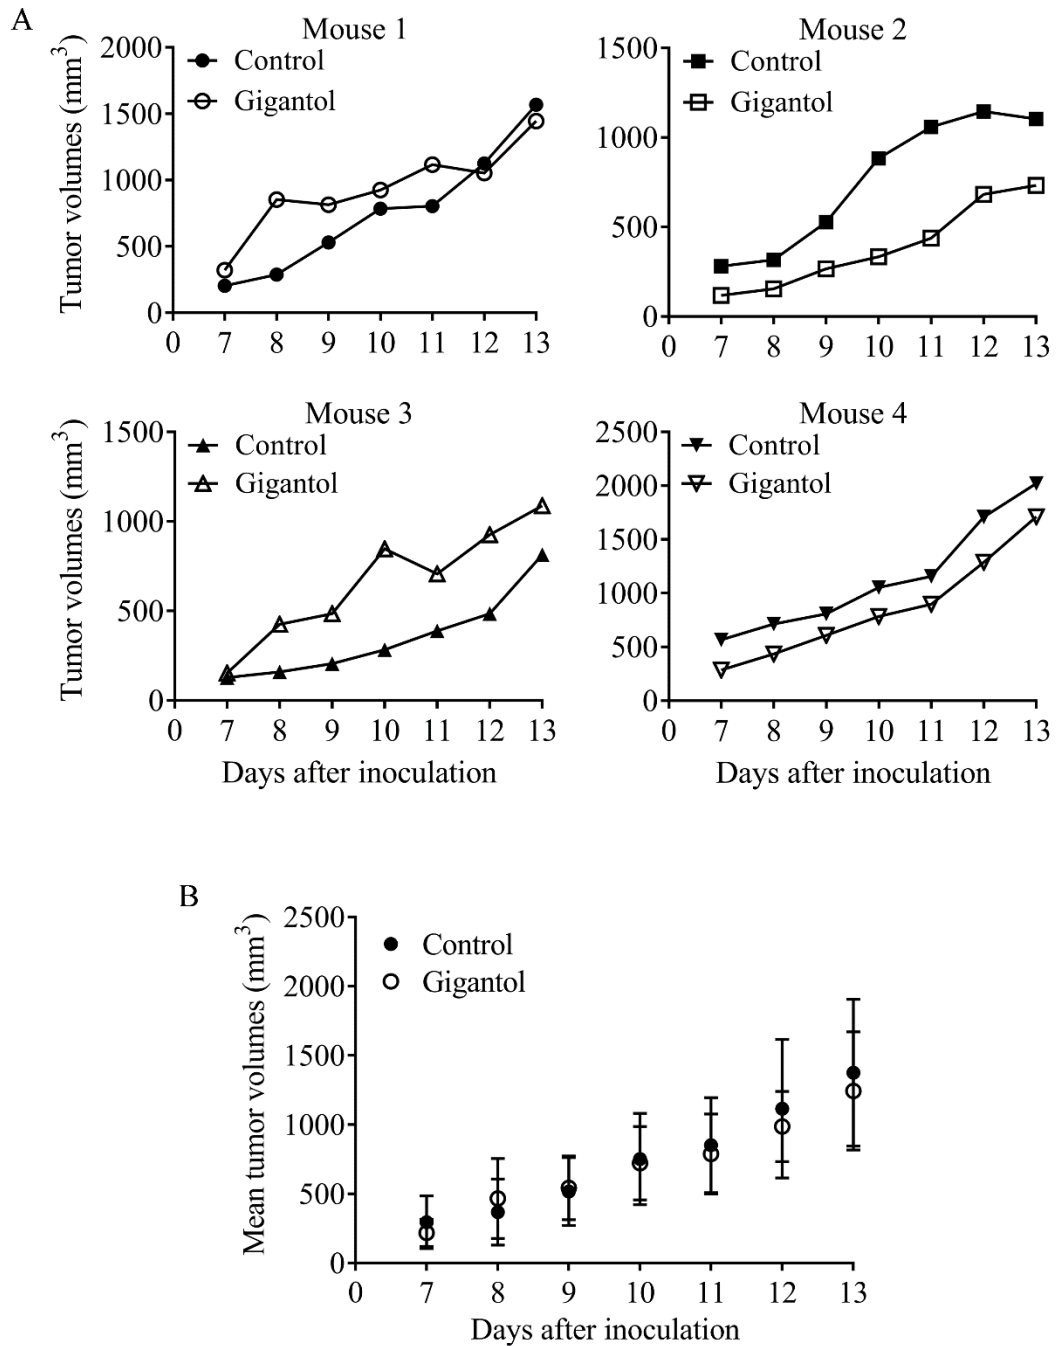 A
Mouse 1
Tumor volumes (mm³)
2000
1500
1000
500
0
Control
Gigantol
0 7 8 9 10 11 12 13
Mouse 2
1500
1000
500
0
Control
Gigantol
0 7 8 9 10 11 12 13
Mouse 3
Tumor volumes (mm³)
1500
1000
500
0
Control
Gigantol
0 7 8 9 10 11 12 13
Days after inoculation
Mouse 4
2500
2000
1500
1000
500
0
Control
Gigantol
0 7 8 9 10 11 12 13
Days after inoculation
B
Mean tumor volumes (mm³)
2500
2000
1500
1000
500
0
Control
Gigantol
0 7 8 9 10 11 12 13
Days after inoculation